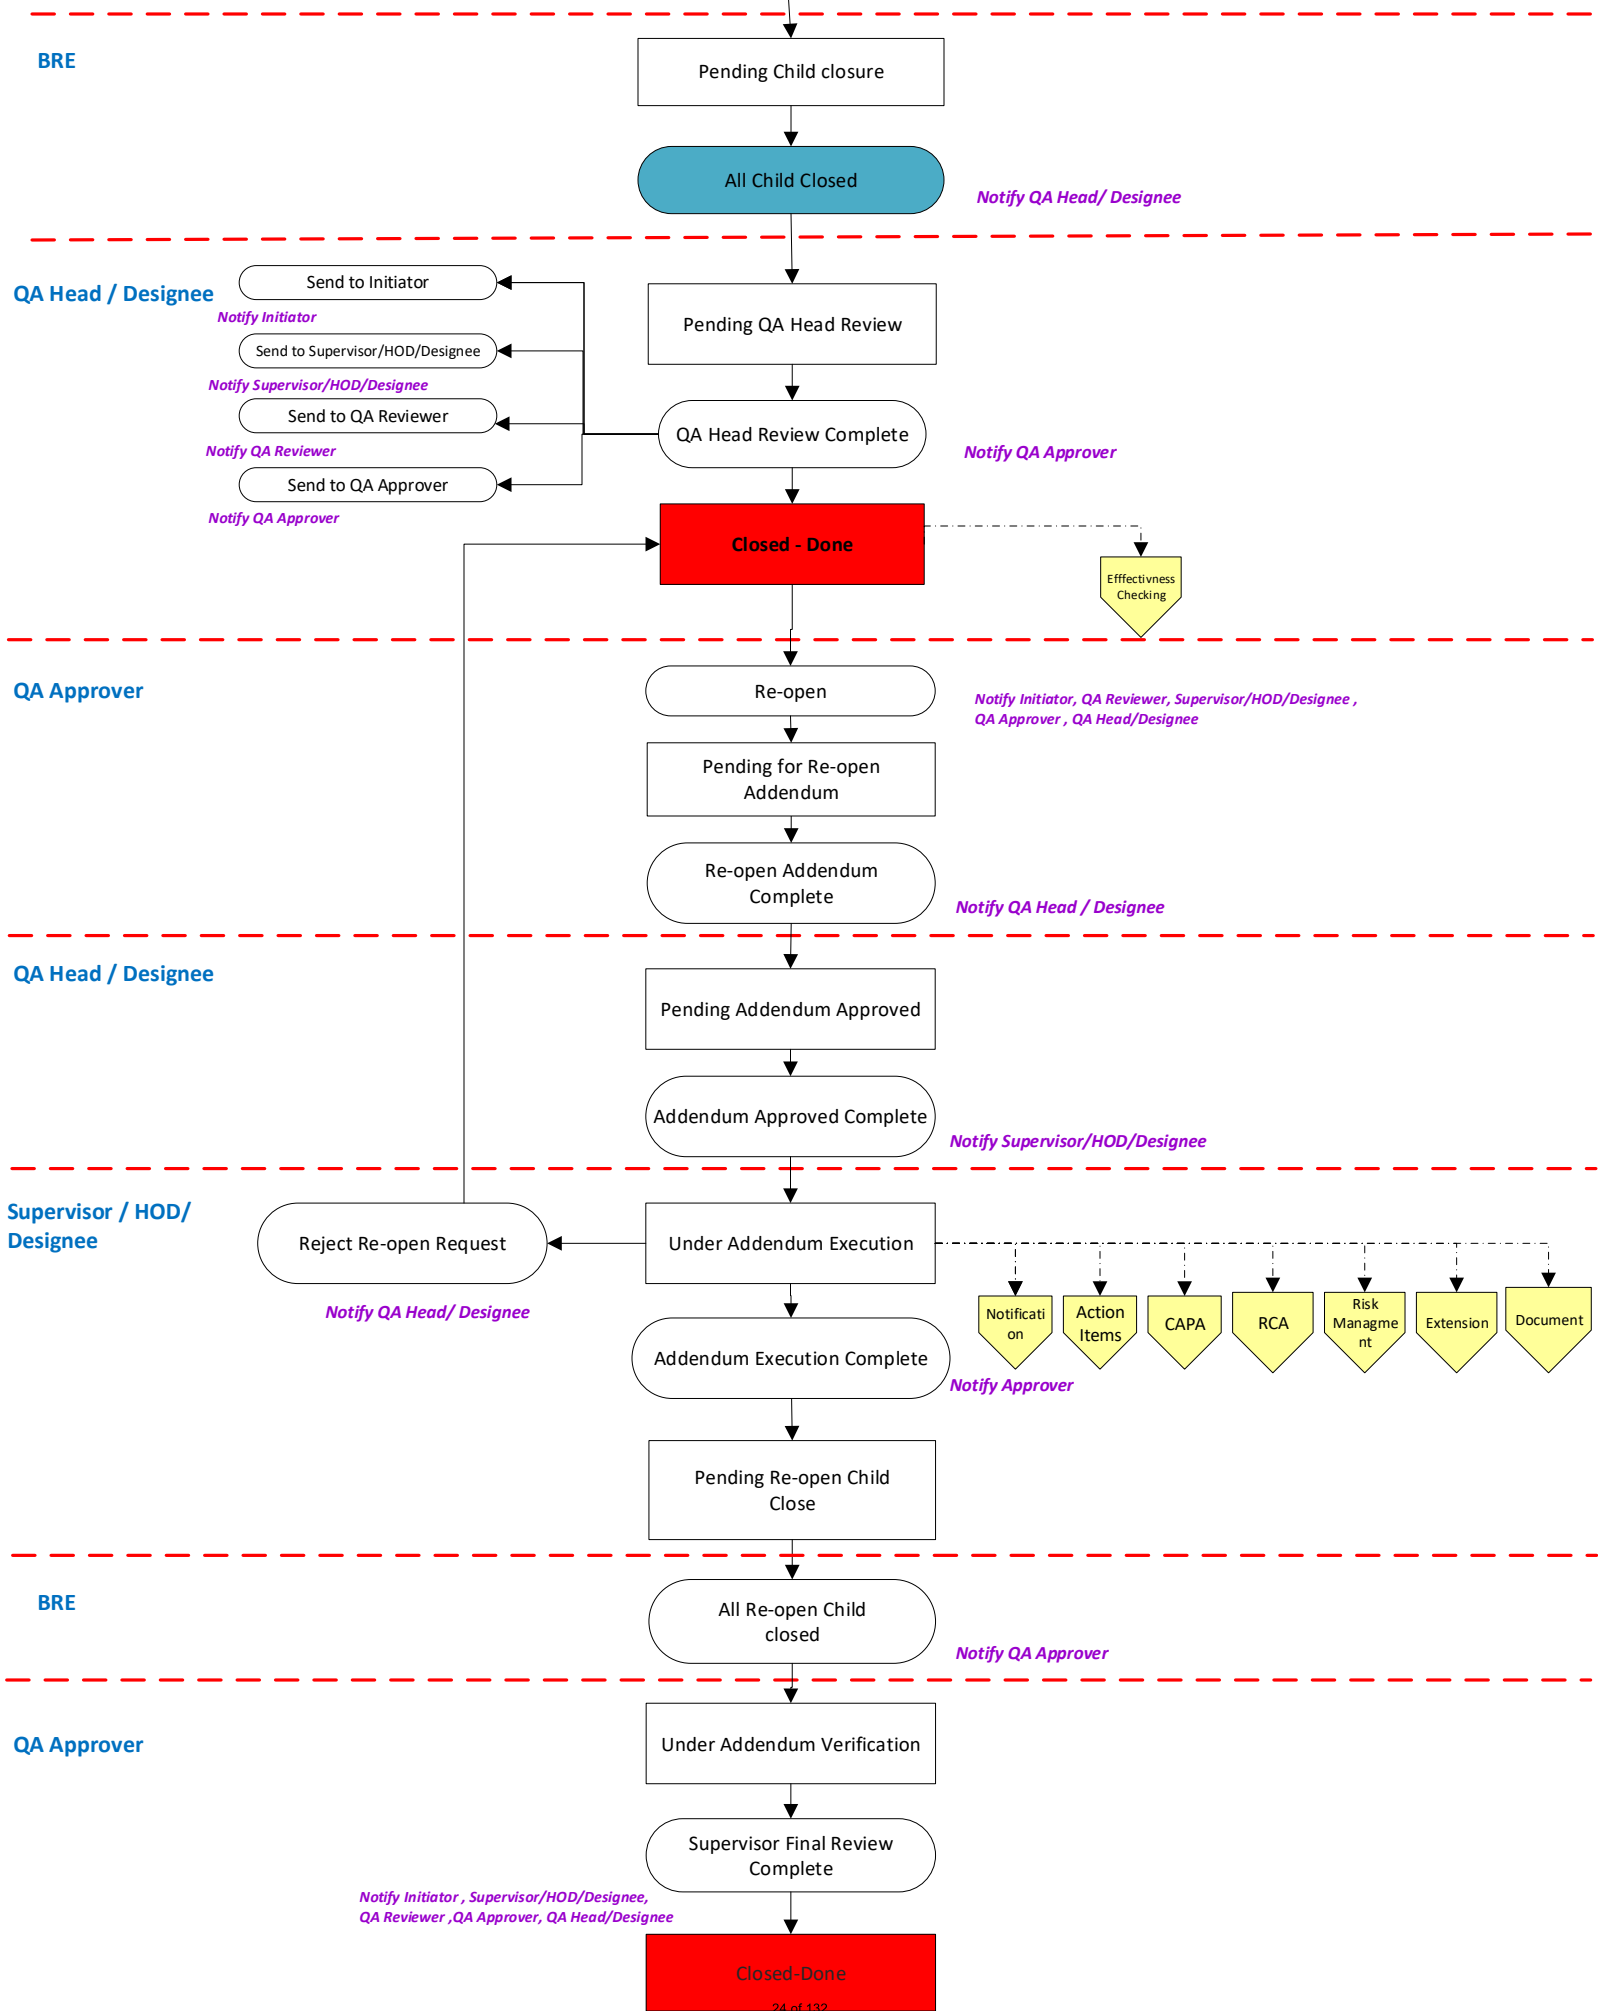 BRE
Pending Child closure
All Child Closed
Notify QA Head/ Designee
QA Head / Designee
Send to Initiator
Notify Initiator
Pending QA Head Review
Send to Supervisor/HOD/Designee
Notify Supervisor/HOD/Designee
Send to QA Reviewer
Notify QA Reviewer
QA Head Review Complete
Notify QA Approver
Send to QA Approver
Notify QA Approver
Closed - Done
Efffectivness
Checking
QA Approver
Re-open
Notify Initiator, QA Reviewer, Supervisor/HOD/Designee ,
QA Approver , QA Head/Designee
Pending for Re-open
Addendum
Re-open Addendum
Complete
Notify QA Head / Designee
QA Head / Designee
Pending Addendum Approved
Addendum Approved Complete
Notify Supervisor/HOD/Designee
Supervisor / HOD/
Designee
Reject Re-open Request
Notify QA Head/ Designee
Under Addendum Execution
Notificati
on
Action
Items
CAPA
RCA
Risk
Managme
nt
Extension
Document
Addendum Execution Complete
Notify Approver
Pending Re-open Child
Close
BRE
All Re-open Child
closed
Notify QA Approver
QA Approver
Under Addendum Verification
Supervisor Final Review
Complete
Notify Initiator , Supervisor/HOD/Designee,
QA Reviewer ,QA Approver, QA Head/Designee
Closed-Done
24 of 132